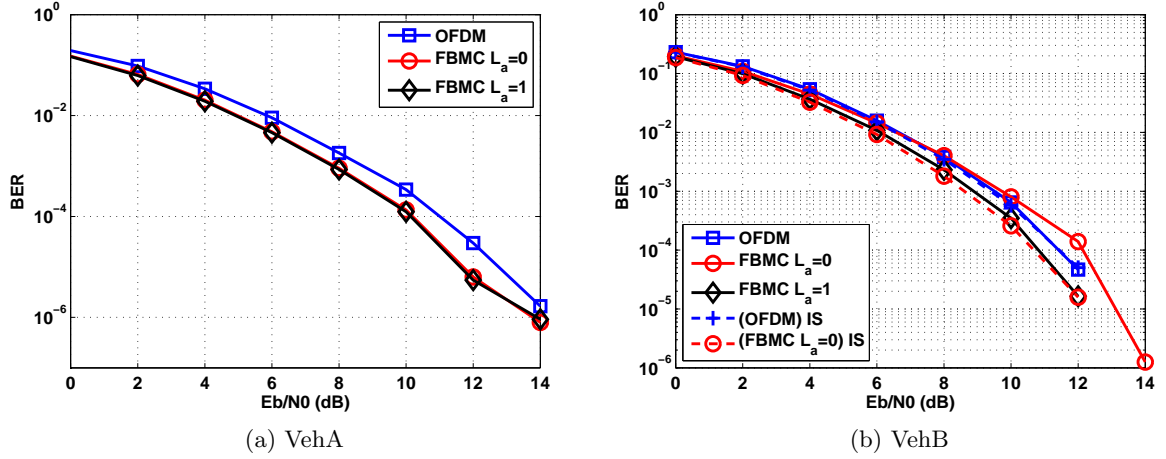 10^0
10^-2
10^-4
10^-6
BER
0 2 4 6 8 10 12 14
Eb/N0 (dB)
OFDM
FBMC L_a=0
FBMC L_a=1
(a) VehA
10^0
10^-1
10^-2
10^-3
10^-4
10^-5
10^-6
BER
0 2 4 6 8 10 12 14
Eb/N0 (dB)
OFDM
FBMC L_a=0
FBMC L_a=1
(OFDM) IS
(FBMC L_a=0) IS
(b) VehB